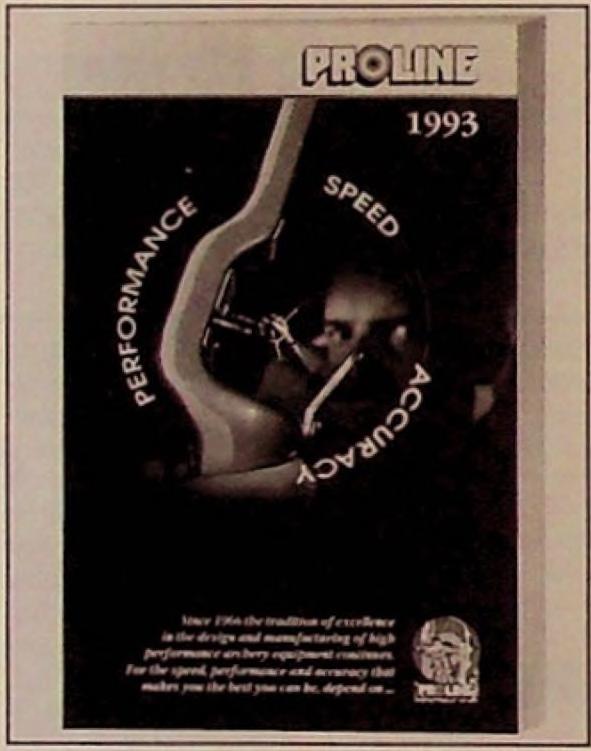 PROLINE
1993
PERFORMANCE
SPEED
ACCURACY
Since 1966 the tradition of excellence
in the design and manufacturing of high
performance archery equipment continues.
For the speed, performance and accuracy that
makes you the best you can be, depend on ...
PROLINE